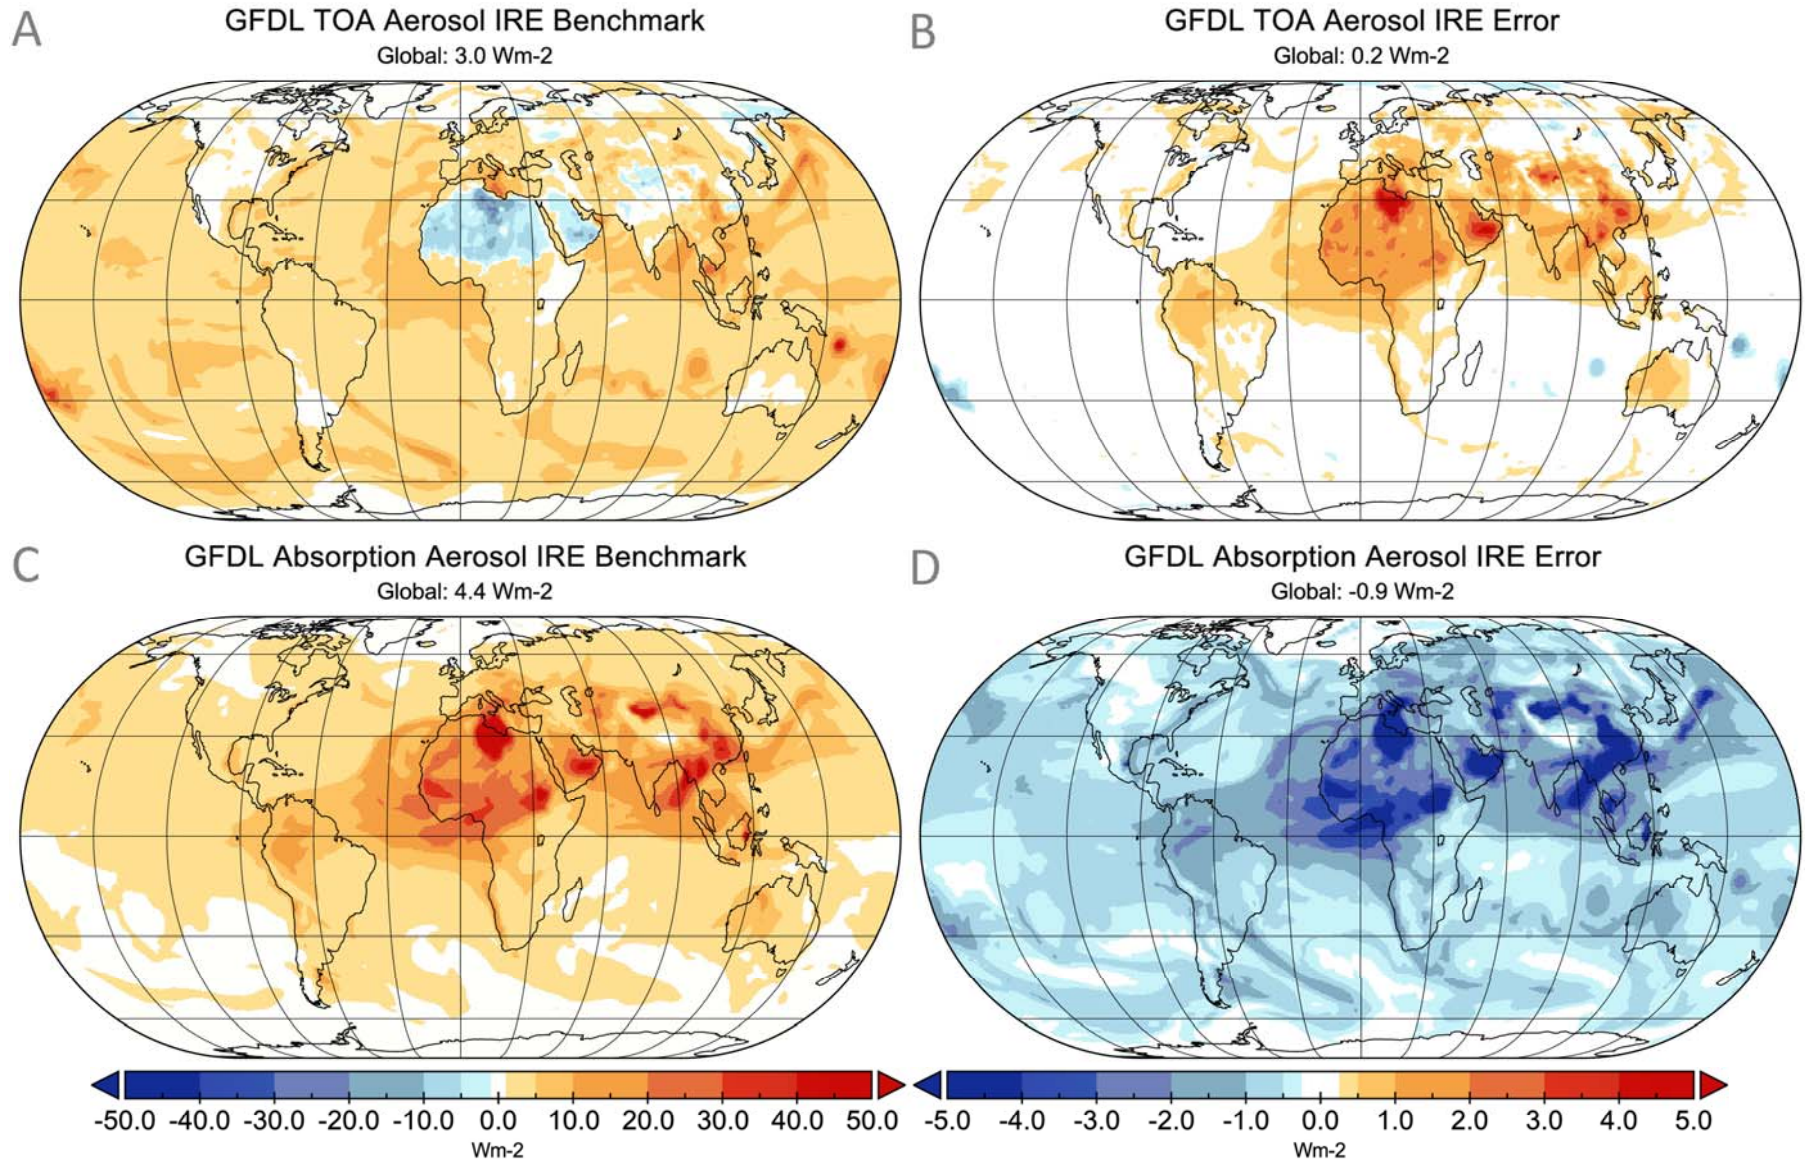 A
GFDL TOA Aerosol IRE Benchmark
Global: 3.0 Wm-2
B
GFDL TOA Aerosol IRE Error
Global: 0.2 Wm-2
C
GFDL Absorption Aerosol IRE Benchmark
Global: 4.4 Wm-2
D
GFDL Absorption Aerosol IRE Error
Global: -0.9 Wm-2
-50.0 -40.0 -30.0 -20.0 -10.0 0.0 10.0 20.0 30.0 40.0 50.0
Wm-2
-5.0 -4.0 -3.0 -2.0 -1.0 0.0 1.0 2.0 3.0 4.0 5.0
Wm-2